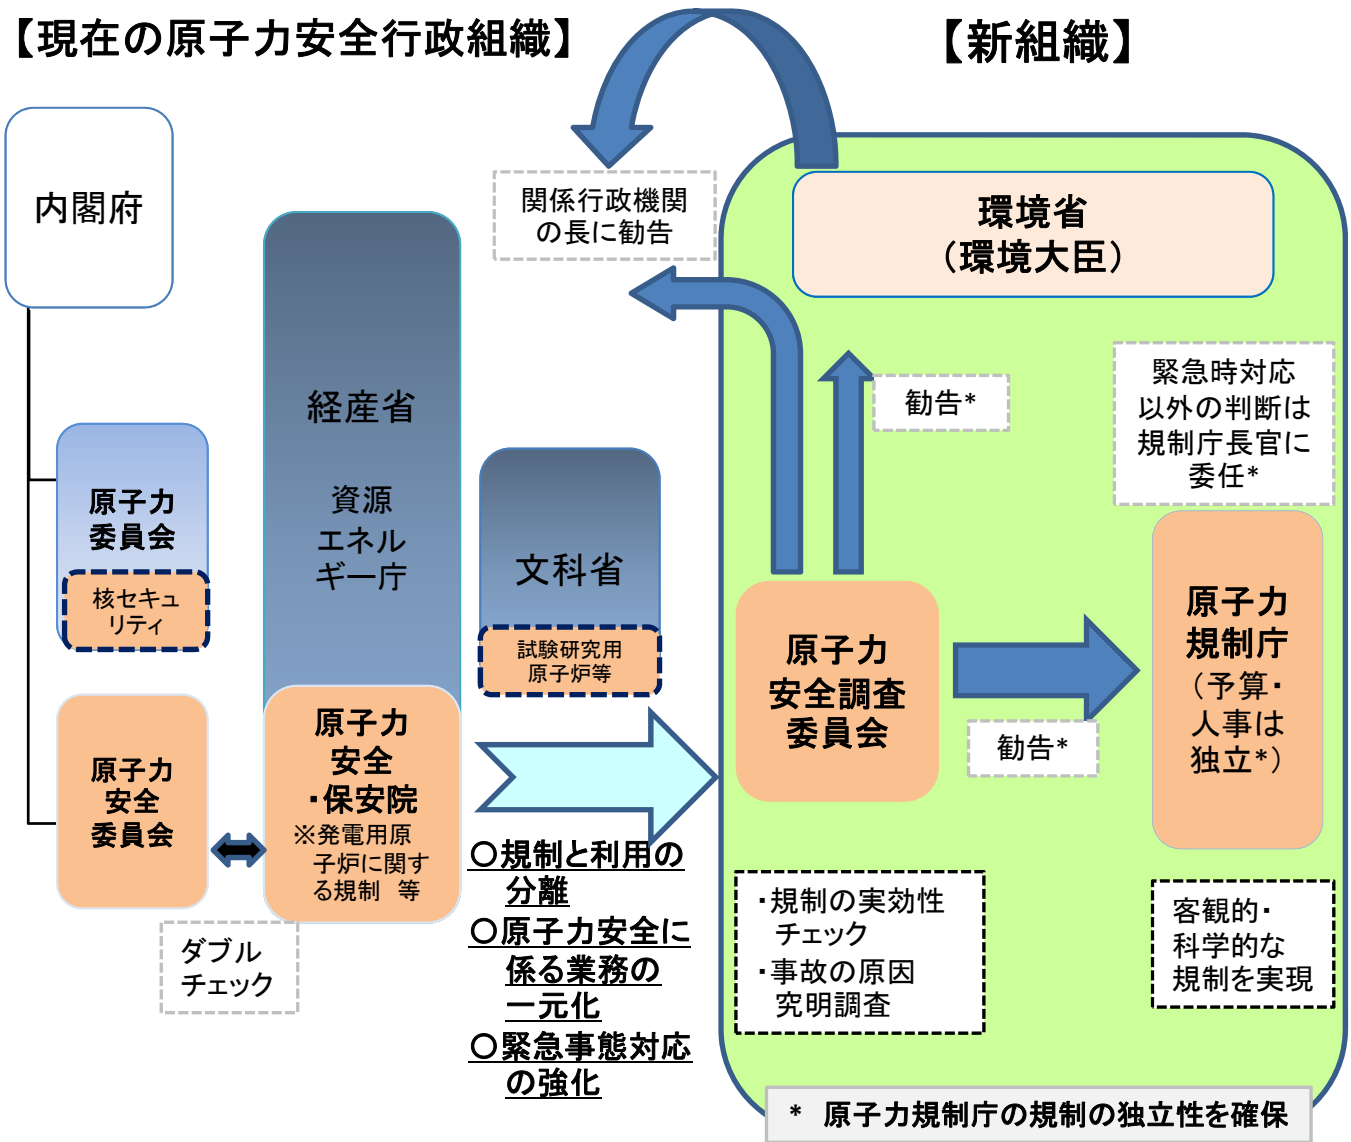 【現在の原子力安全行政組織】
【新組織】
内閣府
原子力
委員会
核セキュ
リティ
原子力
安全
委員会
経産省
資源
エネル
ギー庁
原子力
安全
・保安院
※発電用原
子炉に関す
る規制　等
ダブル
チェック
文科省
試験研究用
原子炉等
○規制と利用の
分離
○原子力安全に
係る業務の
一元化
○緊急事態対応
の強化
関係行政機関
の長に勧告
環境省
（環境大臣）
勧告*
緊急時対応
以外の判断は
規制庁長官に
委任*
原子力
安全調査
委員会
勧告*
原子力
規制庁
（予算・
人事は
独立*）
・規制の実効性
チェック
・事故の原因
究明調査
客観的・
科学的な
規制を実現
* 原子力規制庁の規制の独立性を確保